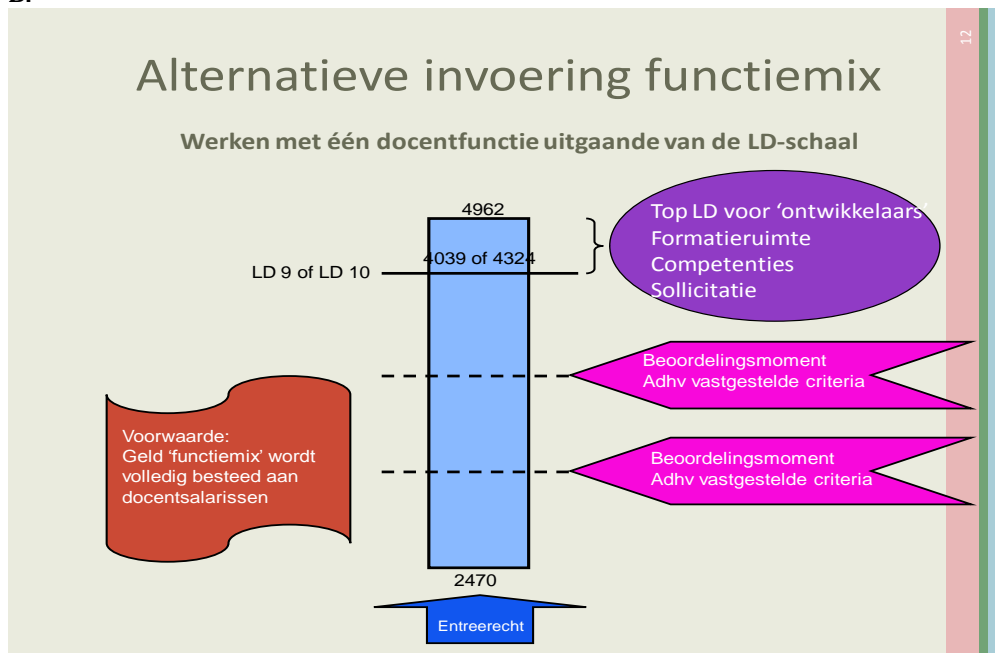 12
Alternatieve invoering functiemix
Werken met één docentfunctie uitgaande van de LD-schaal
4962
4039 of 4324
LD 9 of LD 10
Top LD voor ‘ontwikkelaars’
Formatieruimte
Competenties
Sollicitatie
Beoordelingsmoment
Adhv vastgestelde criteria
Voorwaarde:
Geld ‘functiemix’ wordt
volledig besteed aan
docentsalarissen
Beoordelingsmoment
Adhv vastgestelde criteria
2470
Entreerecht